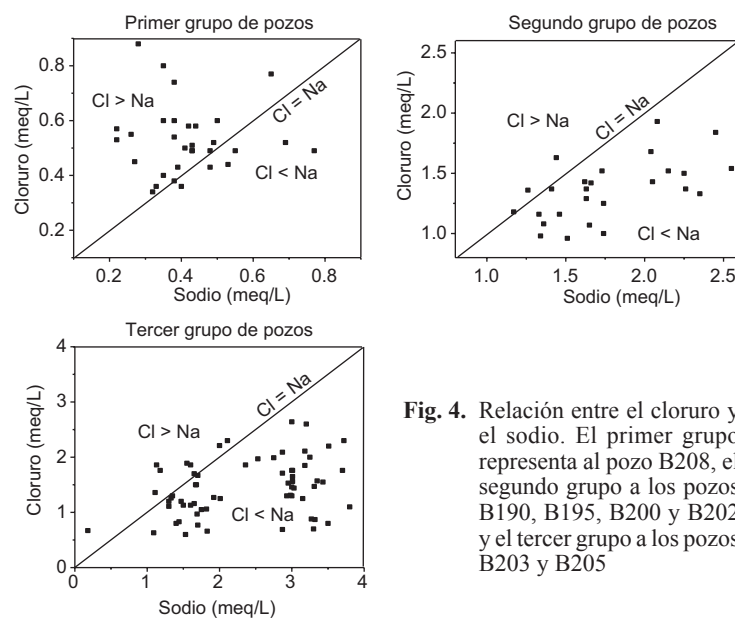 Primer grupo de pozos
Cloruro (meq/L)
0.8
0.6
0.4
0.2
Cl > Na
Cl = Na
Cl < Na
0.2 0.4 0.6 0.8
Sodio (meq/L)
Segundo grupo de pozos
Cloruro (meq/L)
2.5
2.0
1.5
1.0
Cl > Na
Cl = Na
Cl < Na
1.0 1.5 2.0 2.5
Sodio (meq/L)
Tercer grupo de pozos
Cloruro (meq/L)
4
3
2
1
0
Cl > Na
Cl = Na
Cl < Na
0 1 2 3 4
Sodio (meq/L)
Fig. 4. Relación entre el cloruro y
el sodio. El primer grupo
representa al pozo B208, el
segundo grupo a los pozos
B190, B195, B200 y B202
y el tercer grupo a los pozos
B203 y B205